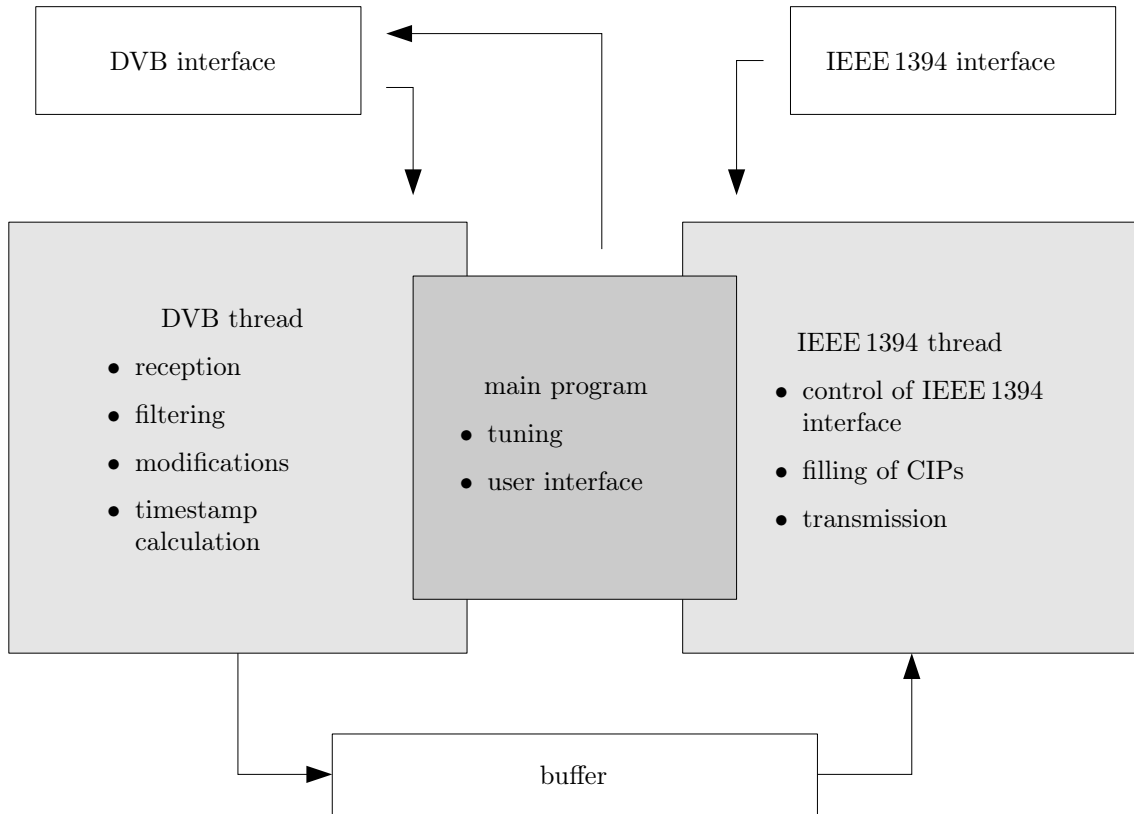 DVB interface
IEEE 1394 interface
DVB thread
• reception
• filtering
• modifications
• timestamp
calculation
main program
• tuning
• user interface
IEEE 1394 thread
• control of IEEE 1394
interface
• filling of CIPs
• transmission
buffer